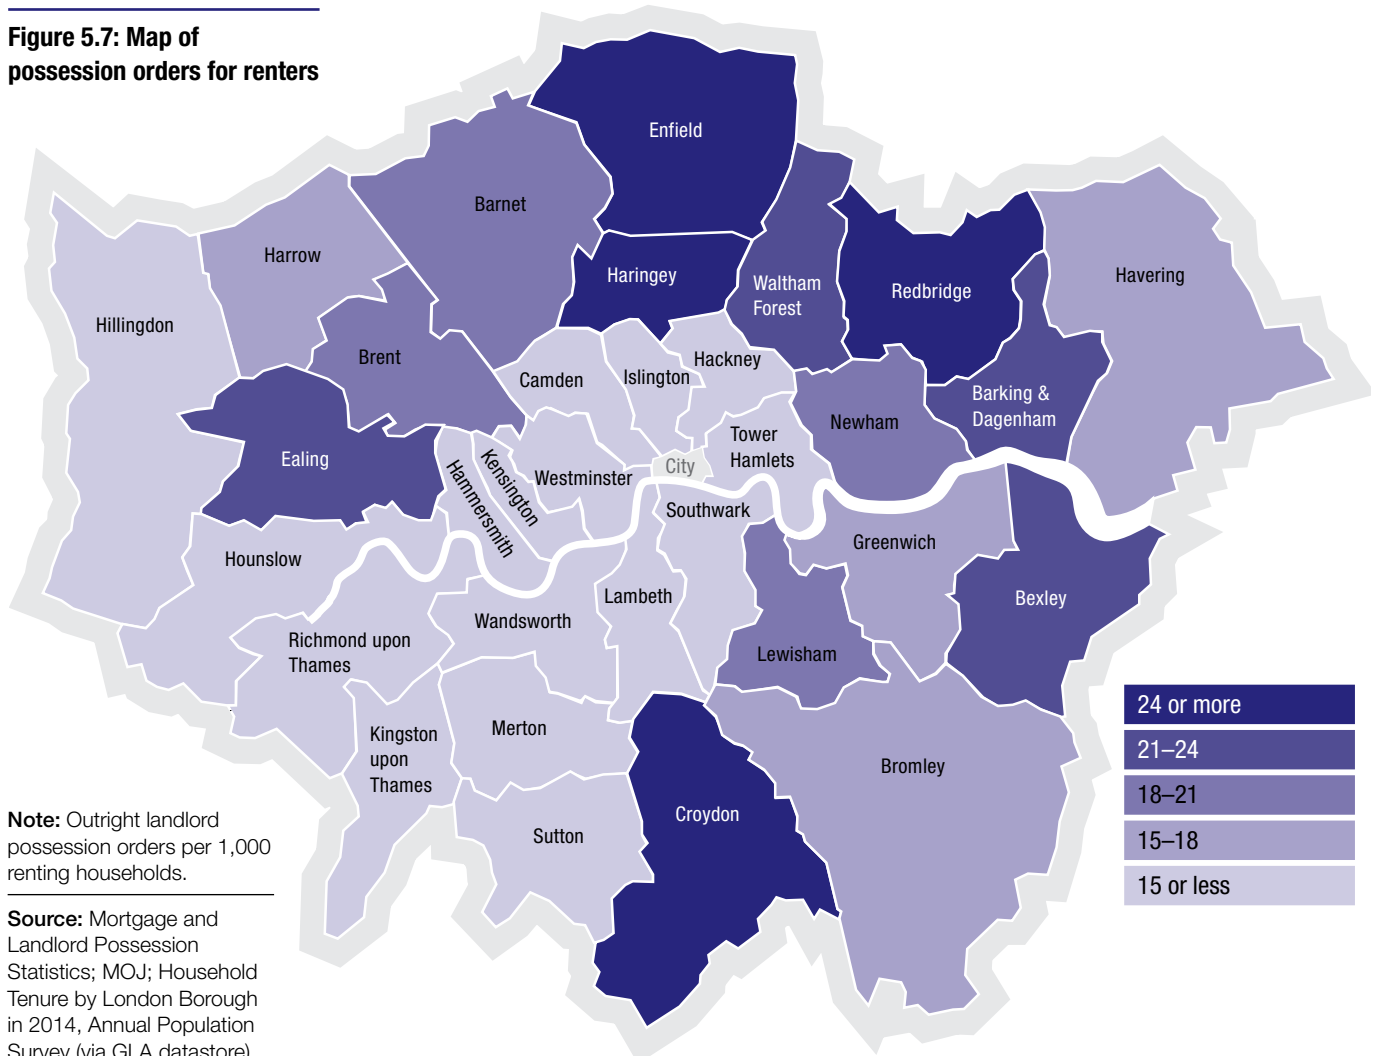 Figure 5.7: Map of
possession orders for renters
Enfield
Barnet
Harrow
Haringey
Waltham
Forest
Redbridge
Havering
Hillingdon
Brent
Camden
Islington
Hackney
Barking &
Dagenham
Newham
Ealing
Tower
Hamlets
City
Westminster
Kensington
Hammersmith
Southwark
Hounslow
Greenwich
Lambeth
Bexley
Wandsworth
Richmond upon
Thames
Lewisham
Merton
Kingston
upon
Thames
Bromley
Croydon
Sutton
24 or more
21–24
18–21
15–18
15 or less
Note: Outright landlord
possession orders per 1,000
renting households.
Source: Mortgage and
Landlord Possession
Statistics; MOJ; Household
Tenure by London Borough
in 2014, Annual Population
Survey (via GLA datastore)